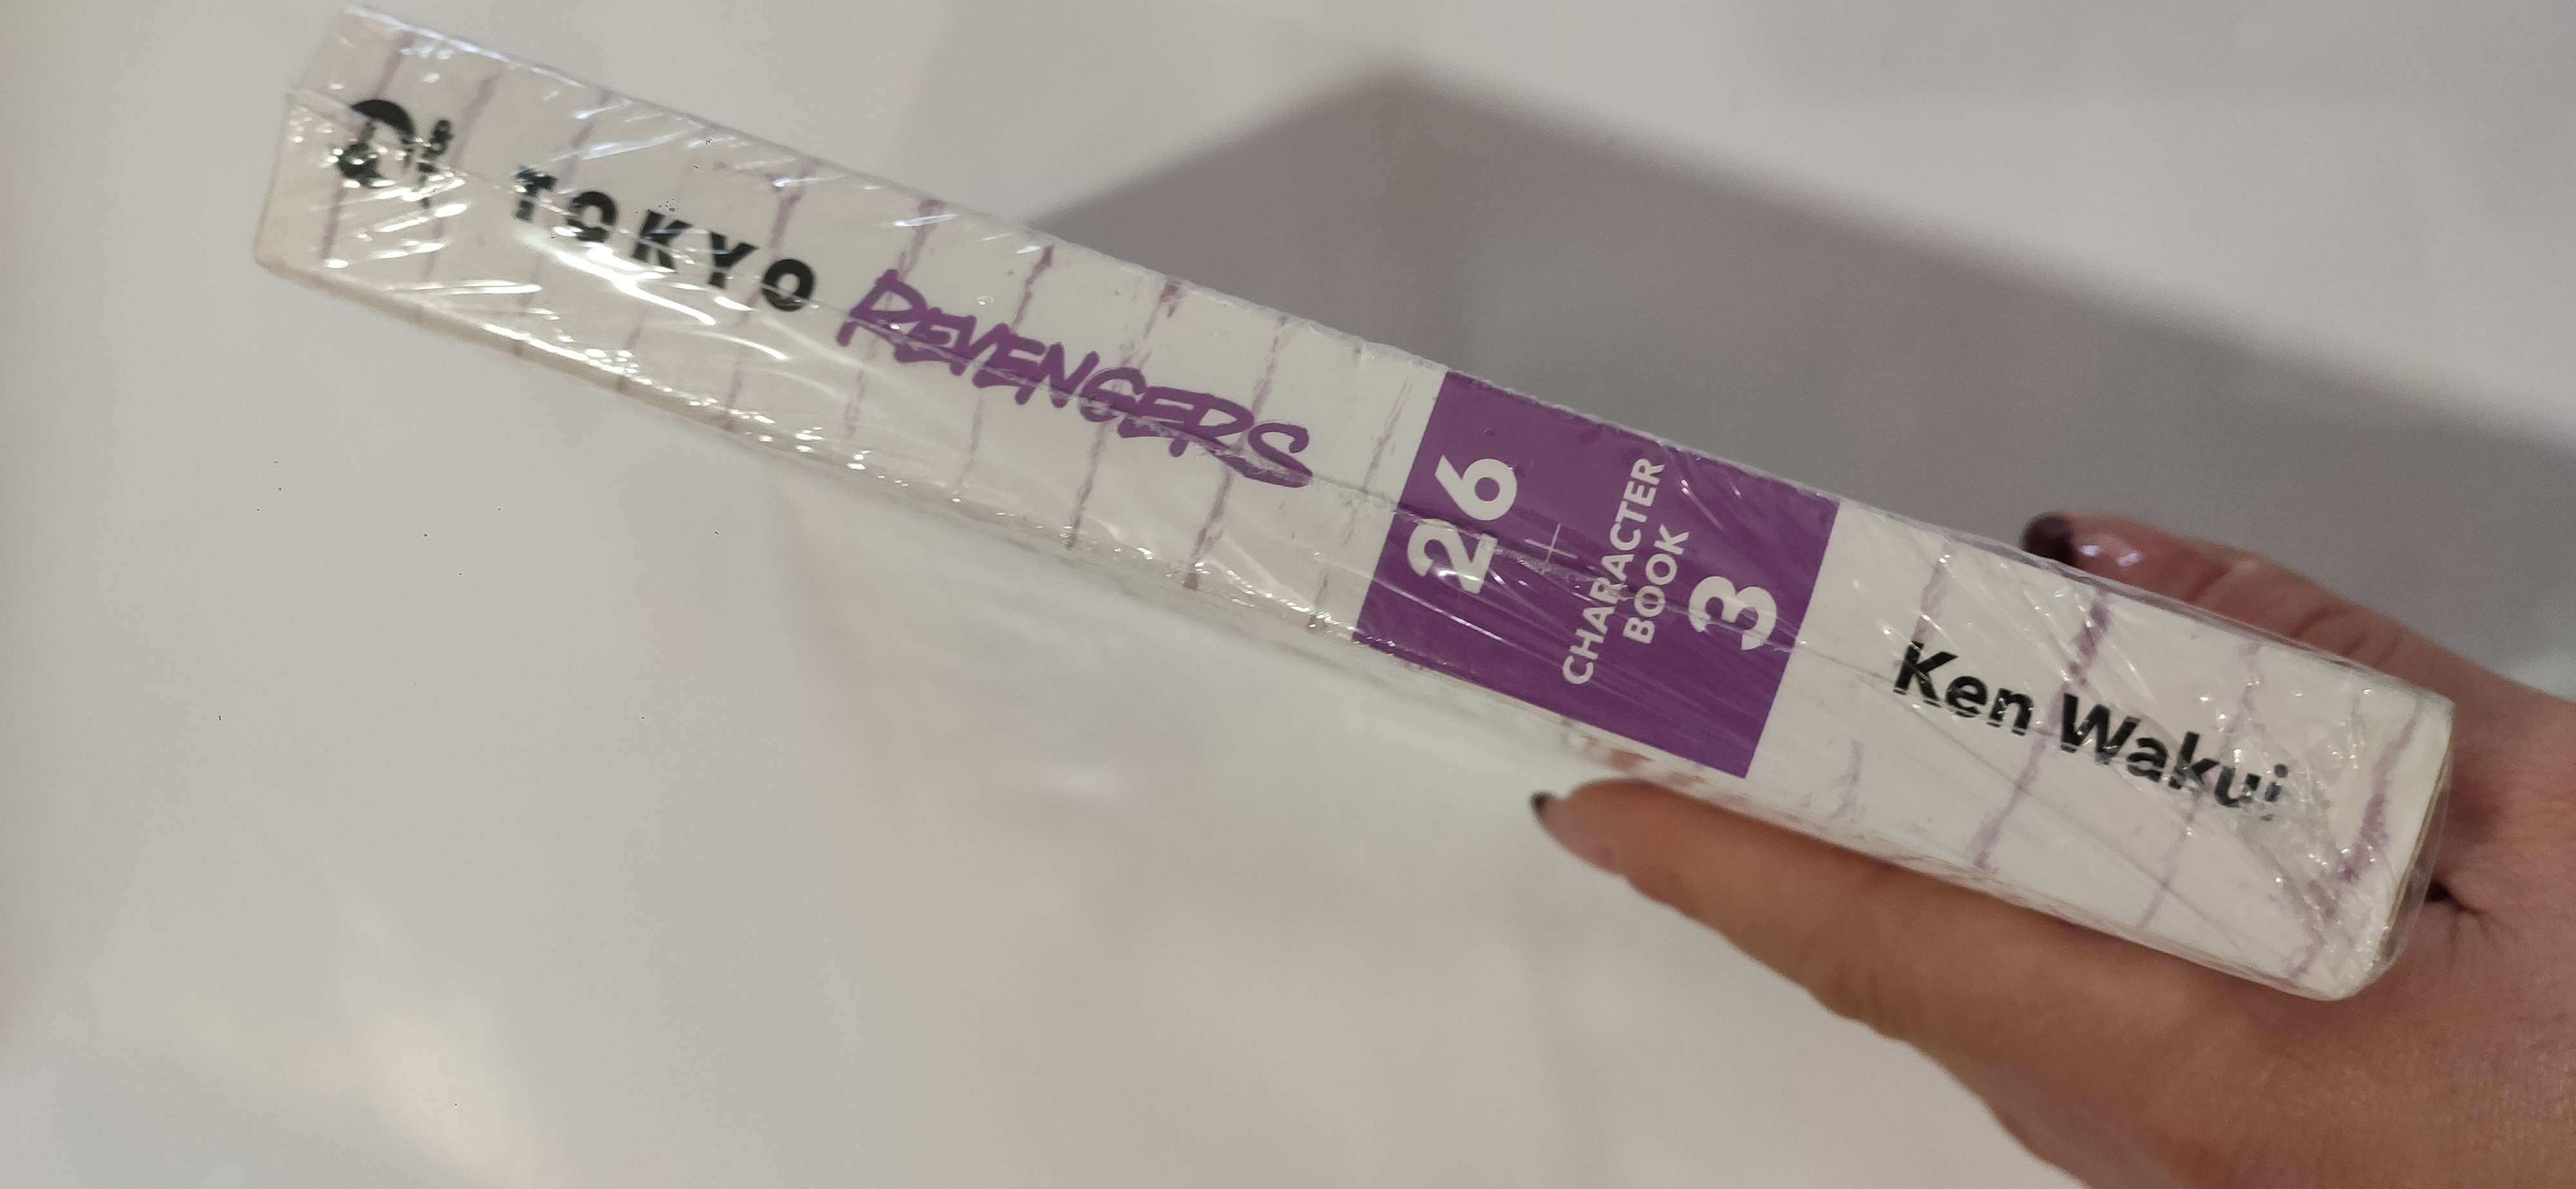 TOKYO REVENGERS
26
+
CHARACTER
BOOK
3
Ken Wakui